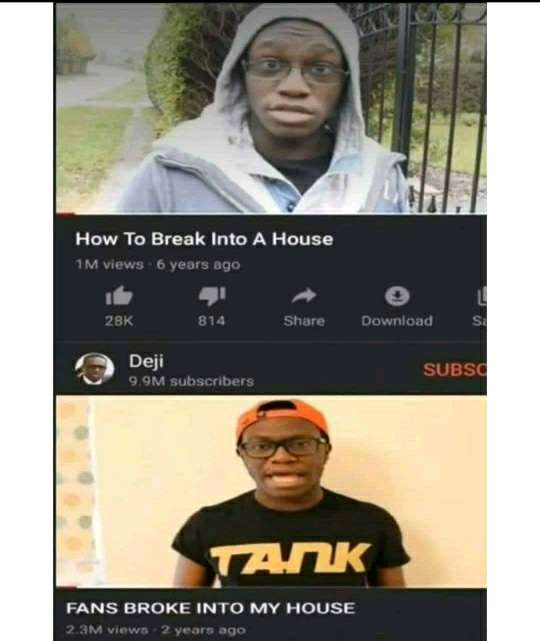 How To Break Into A House
1M views · 6 years ago
28K 814 Share Download
Deji
9.9M subscribers SUBSC
TANK
FANS BROKE INTO MY HOUSE
2.3M views · 2 years ago